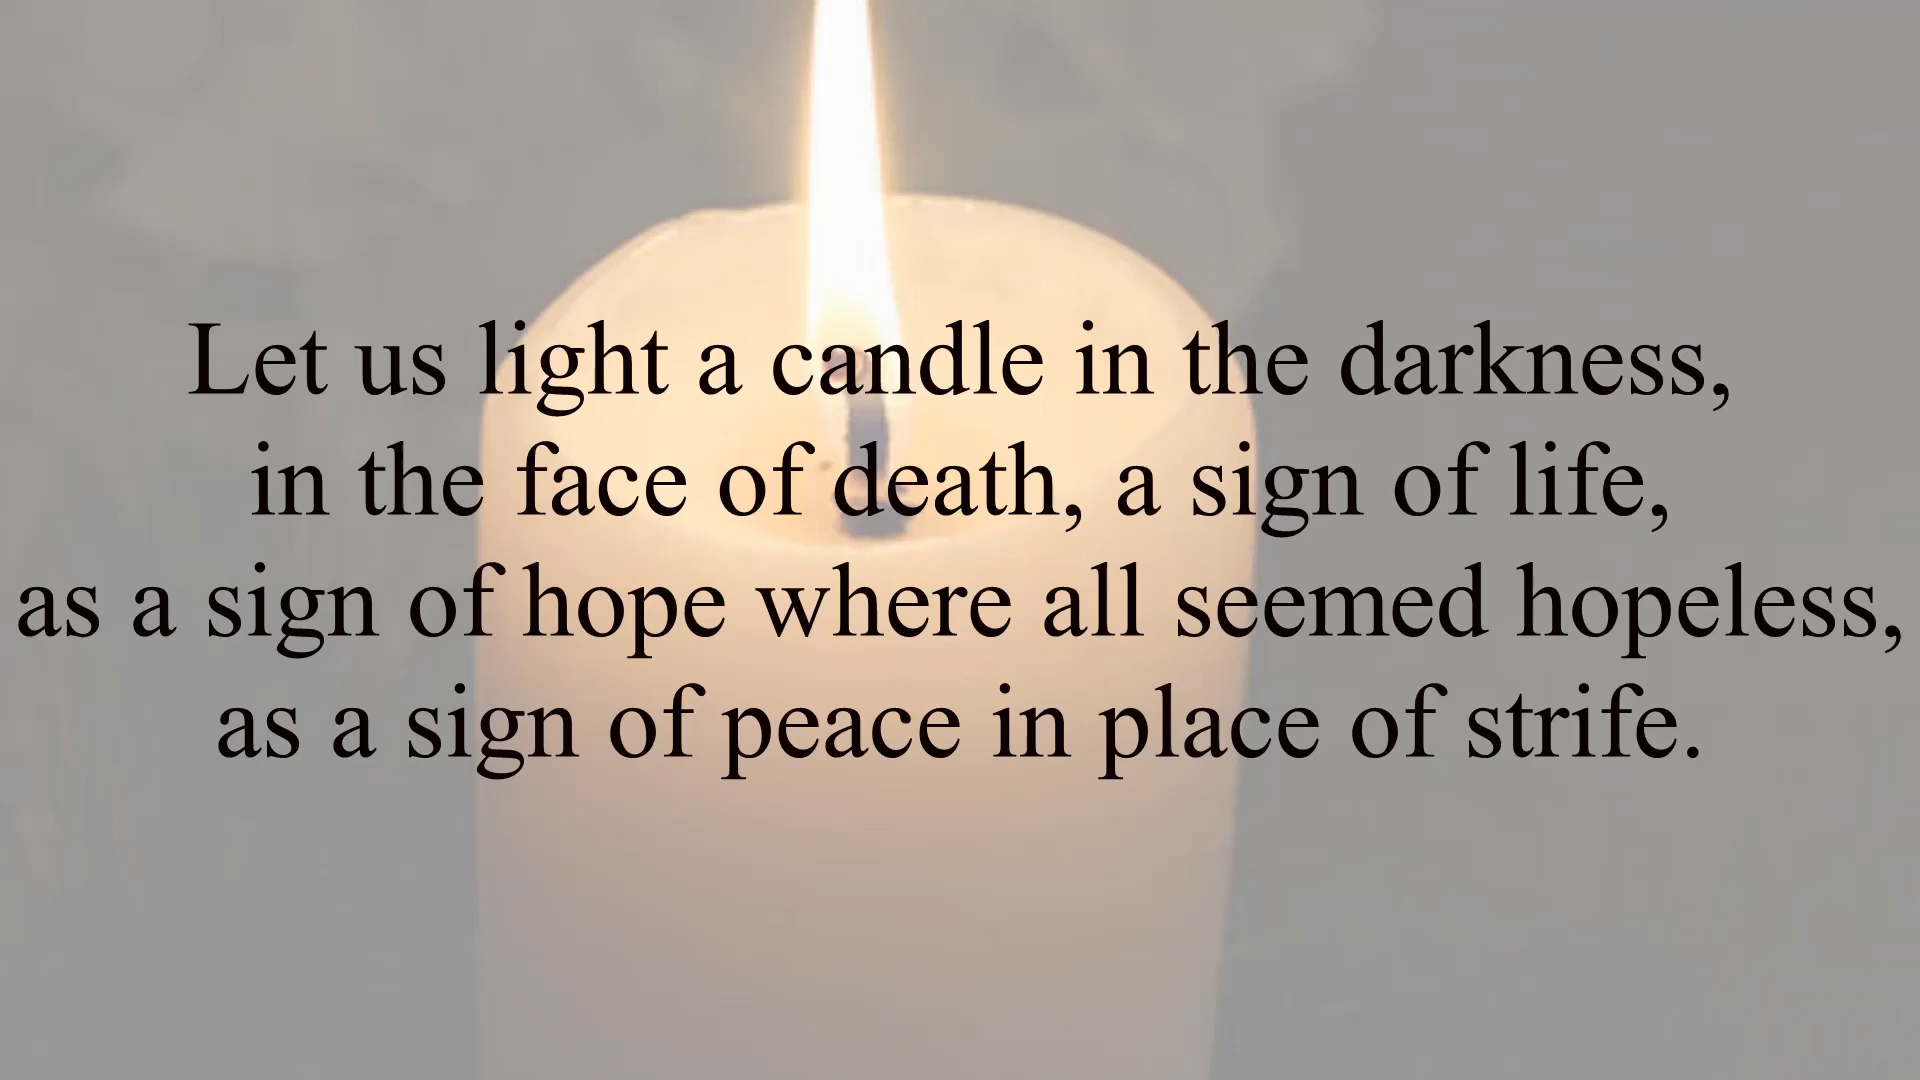 Let us light a candle in the darkness,
in the face of death, a sign of life,
as a sign of hope where all seemed hopeless,
as a sign of peace in place of strife.